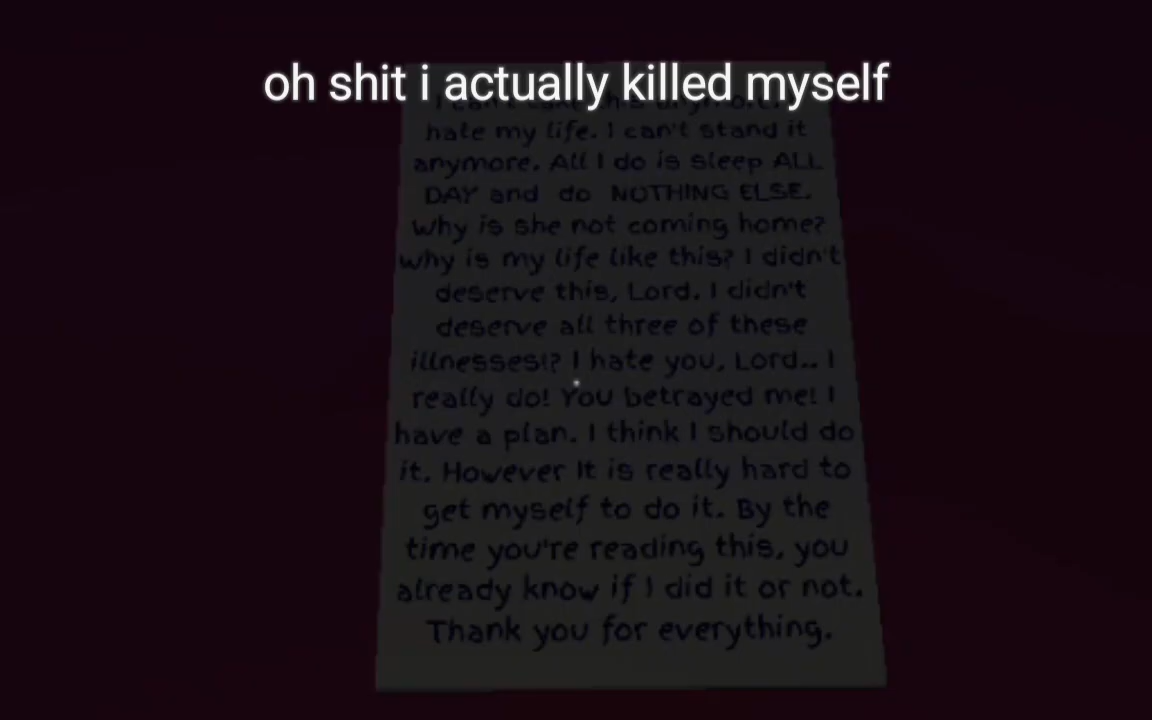 oh shit i actually killed myself
I can't take this anymore. I
hate my life. I can't stand it
anymore. All I do is sleep ALL
DAY and do NOTHING ELSE.
Why is she not coming home?
Why is my life like this? I didn't
deserve this, Lord. I didn't
deserve all three of these
illnesses!? I hate you, Lord.. I
really do! You betrayed me! I
have a plan. I think I should do
it. However It is really hard to
get myself to do it. By the
time you're reading this, you
already know if I did it or not.
Thank you for everything.